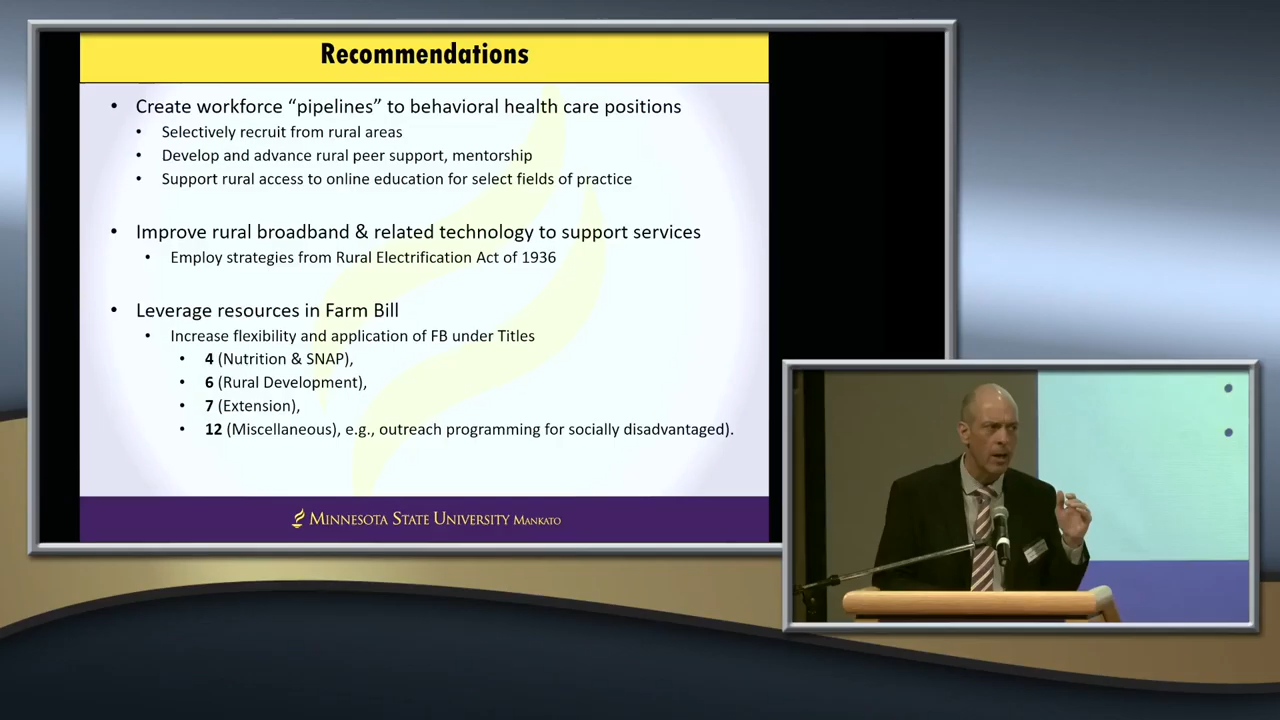 Recommendations
• Create workforce “pipelines” to behavioral health care positions
• Selectively recruit from rural areas
• Develop and advance rural peer support, mentorship
• Support rural access to online education for select fields of practice
• Improve rural broadband & related technology to support services
• Employ strategies from Rural Electrification Act of 1936
• Leverage resources in Farm Bill
• Increase flexibility and application of FB under Titles
• 4 (Nutrition & SNAP),
• 6 (Rural Development),
• 7 (Extension),
• 12 (Miscellaneous), e.g., outreach programming for socially disadvantaged).
MINNESOTA STATE UNIVERSITY MANKATO